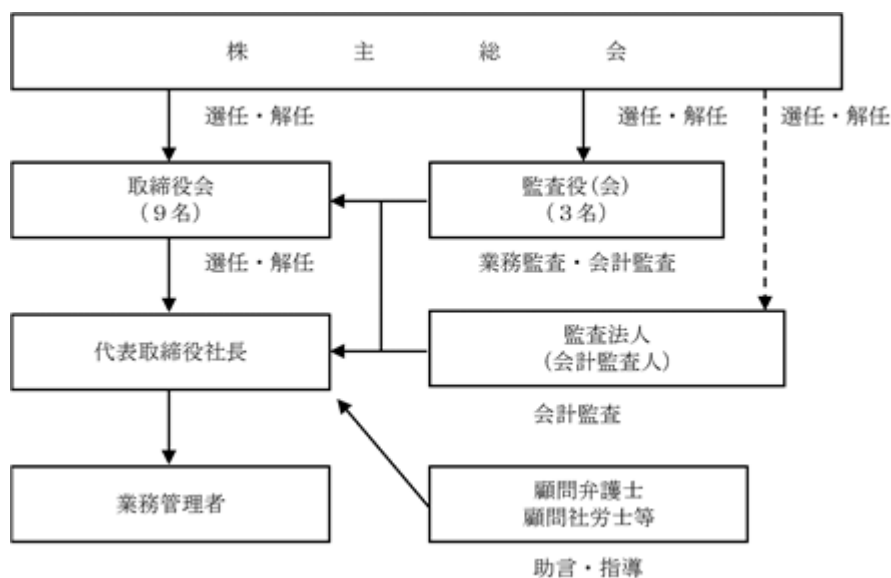 株主総会
選任・解任
選任・解任
選任・解任
取締役会
(9名)
監査役(会)
(3名)
選任・解任
業務監査・会計監査
代表取締役社長
監査法人
(会計監査人)
会計監査
業務管理者
顧問弁護士
顧問社労士等
助言・指導